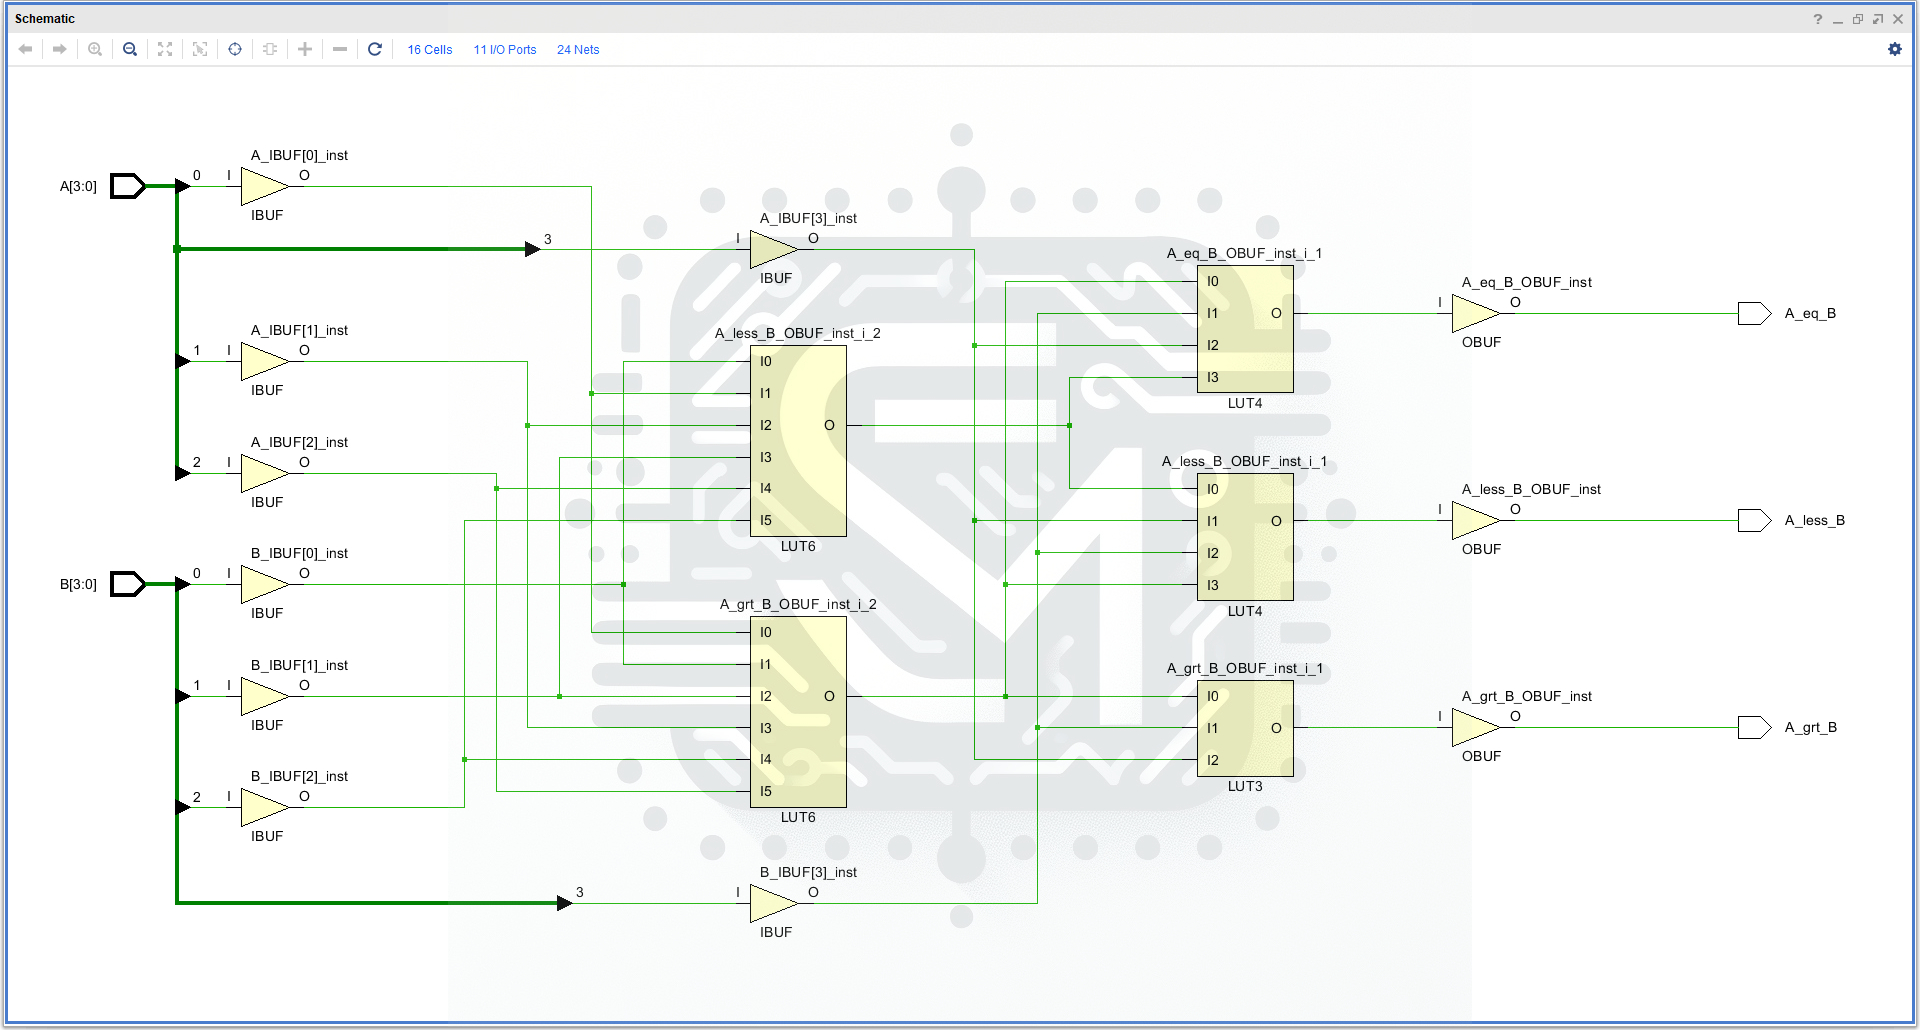 Schematic
16 Cells 11 I/O Ports 24 Nets
A[3:0]
0
A_IBUF[0]_inst
I
O
IBUF
3
A_IBUF[3]_inst
I
O
IBUF
1
A_IBUF[1]_inst
I
O
IBUF
2
A_IBUF[2]_inst
I
O
IBUF
B[3:0]
0
B_IBUF[0]_inst
I
O
IBUF
1
B_IBUF[1]_inst
I
O
IBUF
2
B_IBUF[2]_inst
I
O
IBUF
3
B_IBUF[3]_inst
I
O
IBUF
A_less_B_OBUF_inst_i_2
I0
I1
I2
I3
I4
I5
O
LUT6
A_grt_B_OBUF_inst_i_2
I0
I1
I2
I3
I4
I5
O
LUT6
A_eq_B_OBUF_inst_i_1
I0
I1
I2
I3
O
LUT4
A_less_B_OBUF_inst_i_1
I0
I1
I2
I3
O
LUT4
A_grt_B_OBUF_inst_i_1
I0
I1
I2
O
LUT3
A_eq_B_OBUF_inst
I
O
OBUF
A_eq_B
A_less_B_OBUF_inst
I
O
OBUF
A_less_B
A_grt_B_OBUF_inst
I
O
OBUF
A_grt_B